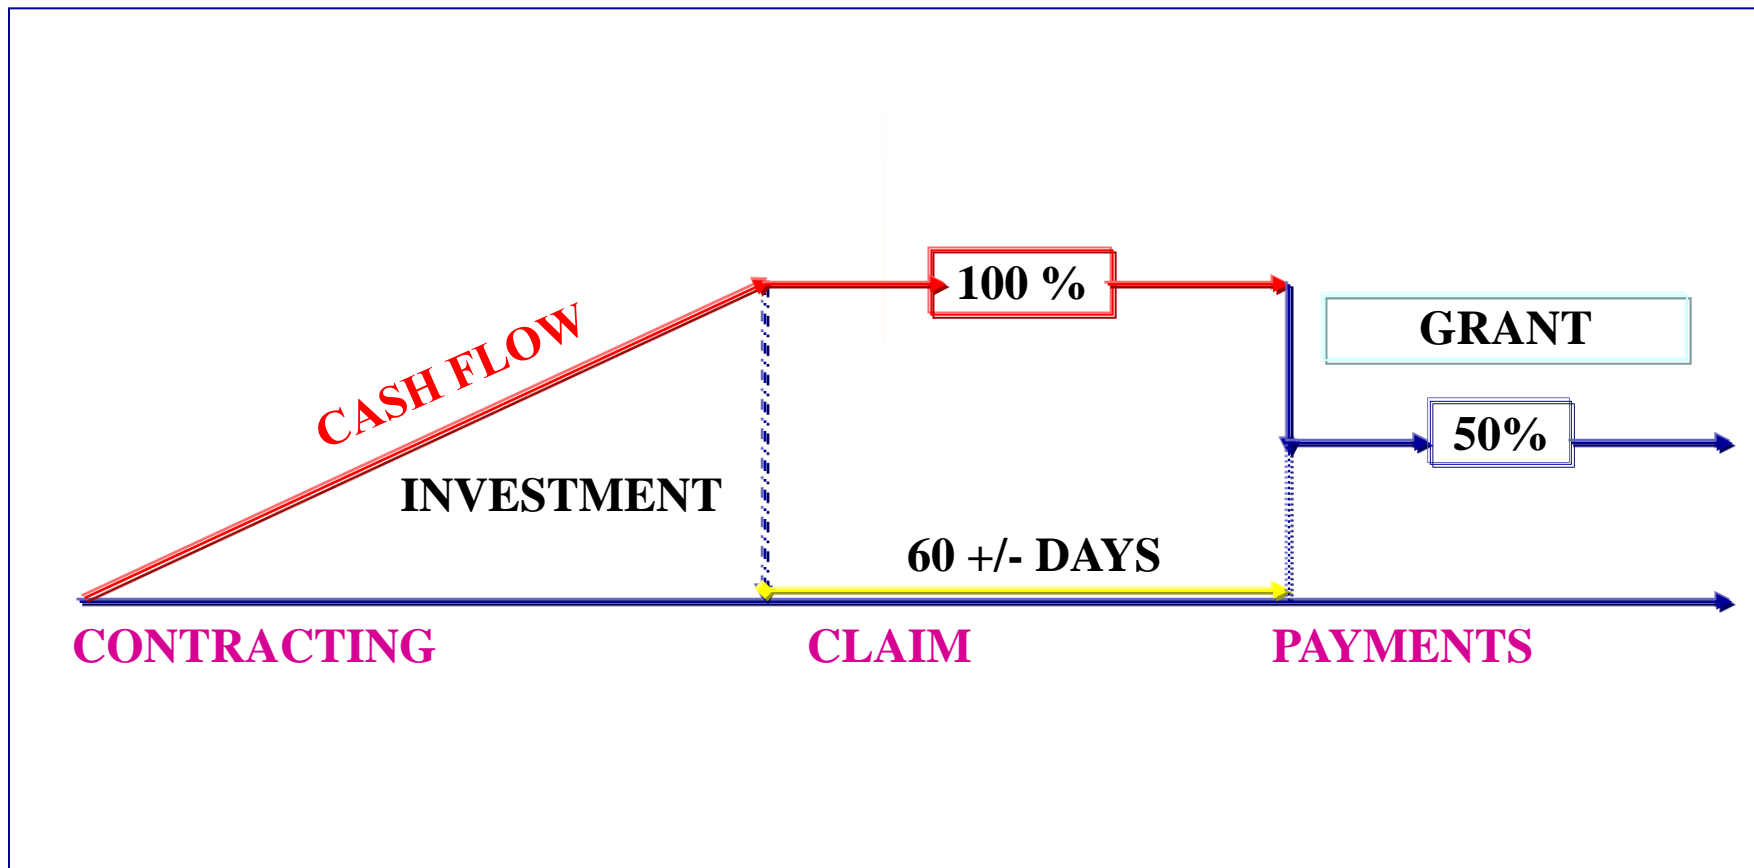 100 %
GRANT
CASH FLOW
50%
INVESTMENT
60 +/- DAYS
CONTRACTING
CLAIM
PAYMENTS